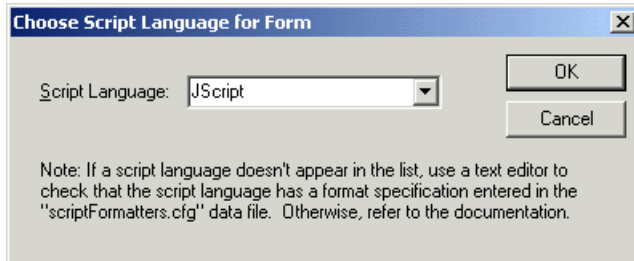 Choose Script Language for Form
Script Language: JScript
OK
Cancel
Note: If a script language doesn't appear in the list, use a text editor to
check that the script language has a format specification entered in the
"scriptFormatters.cfg" data file.  Otherwise, refer to the documentation.